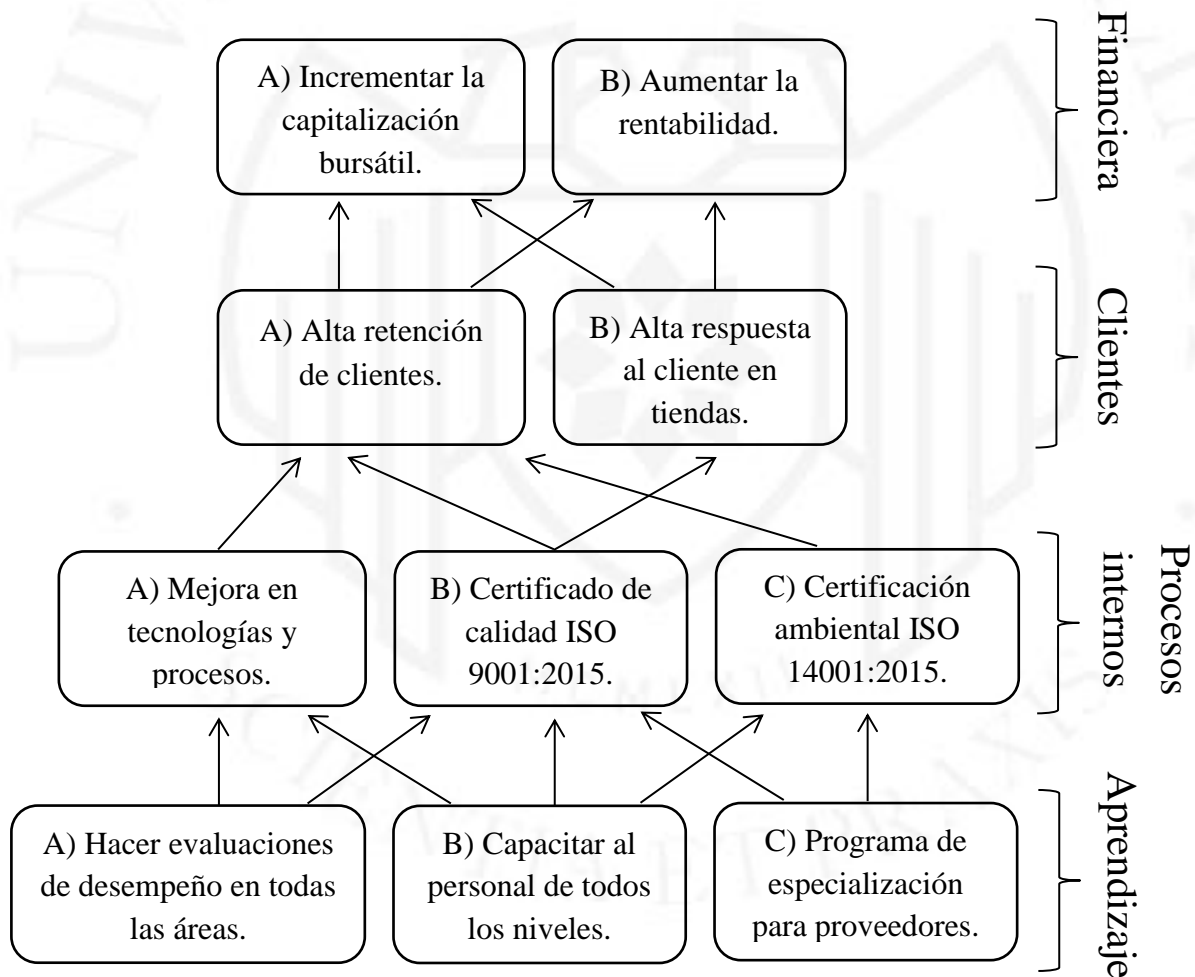 A) Incrementar la
capitalización
bursátil.
B) Aumentar la
rentabilidad.
Financiera
A) Alta retención
de clientes.
B) Alta respuesta
al cliente en
tiendas.
Clientes
A) Mejora en
tecnologías y
procesos.
B) Certificado de
calidad ISO
9001:2015.
C) Certificación
ambiental ISO
14001:2015.
Procesos
internos
A) Hacer evaluaciones
de desempeño en todas
las áreas.
B) Capacitar al
personal de todos
los niveles.
C) Programa de
especialización
para proveedores.
Aprendizaje